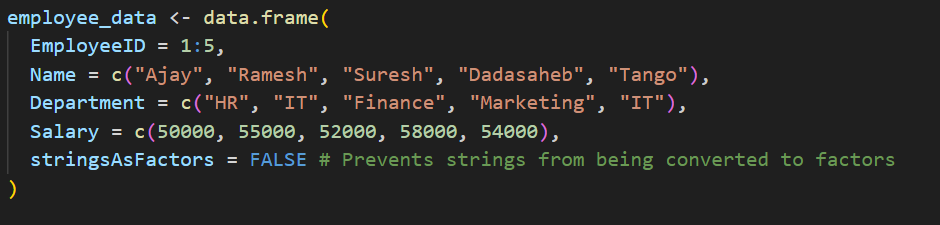 employee_data <- data.frame(
  EmployeeID = 1:5,
  Name = c("Ajay", "Ramesh", "Suresh", "Dadasaheb", "Tango"),
  Department = c("HR", "IT", "Finance", "Marketing", "IT"),
  Salary = c(50000, 55000, 52000, 58000, 54000),
  stringsAsFactors = FALSE # Prevents strings from being converted to factors
)